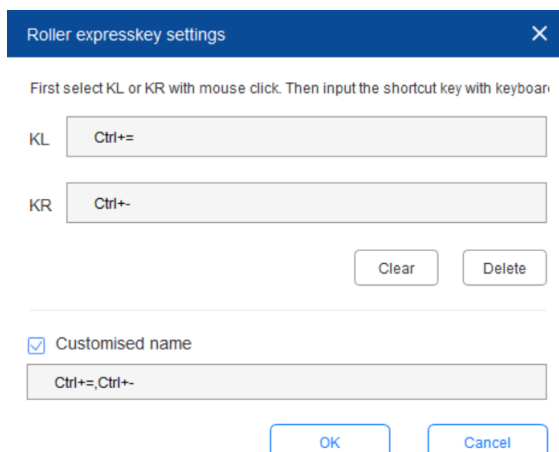 Roller expresskey settings
First select KL or KR with mouse click. Then input the shortcut key with keyboar
KL Ctrl+=
KR Ctrl+-
Clear Delete
Customised name
Ctrl+=,Ctrl+-
OK Cancel